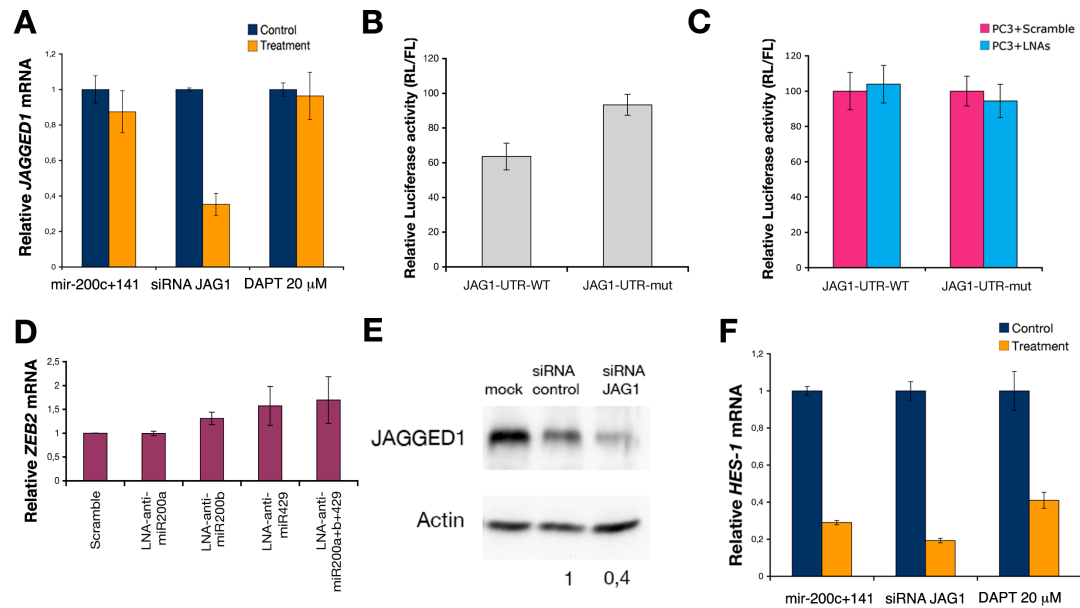 A
Control
Treatment
Relative JAGGED1 mRNA
1,2
1
0,8
0,6
0,4
0,2
0
mir-200c+141 siRNA JAG1 DAPT 20 µM
B
Relative Luciferase activity (RL/FL)
120
100
80
60
40
20
0
JAG1-UTR-WT JAG1-UTR-mut
C
PC3+Scramble
PC3+LNAs
Relative Luciferase activity (RL/FL)
120
100
80
60
40
20
0
JAG1-UTR-WT JAG1-UTR-mut
D
Relative ZEB2 mRNA
2,5
2
1,5
1
0,5
0
Scramble
LNA-anti-
miR200a
LNA-anti-
miR200b
LNA-anti-
miR429
LNA-anti-
miR200a+b+429
E
mock
siRNA
control
siRNA
JAG1
JAGGED1
Actin
1 0,4
F
Control
Treatment
Relative HES-1 mRNA
1,2
1
0,8
0,6
0,4
0,2
0
mir-200c+141 siRNA JAG1 DAPT 20 µM